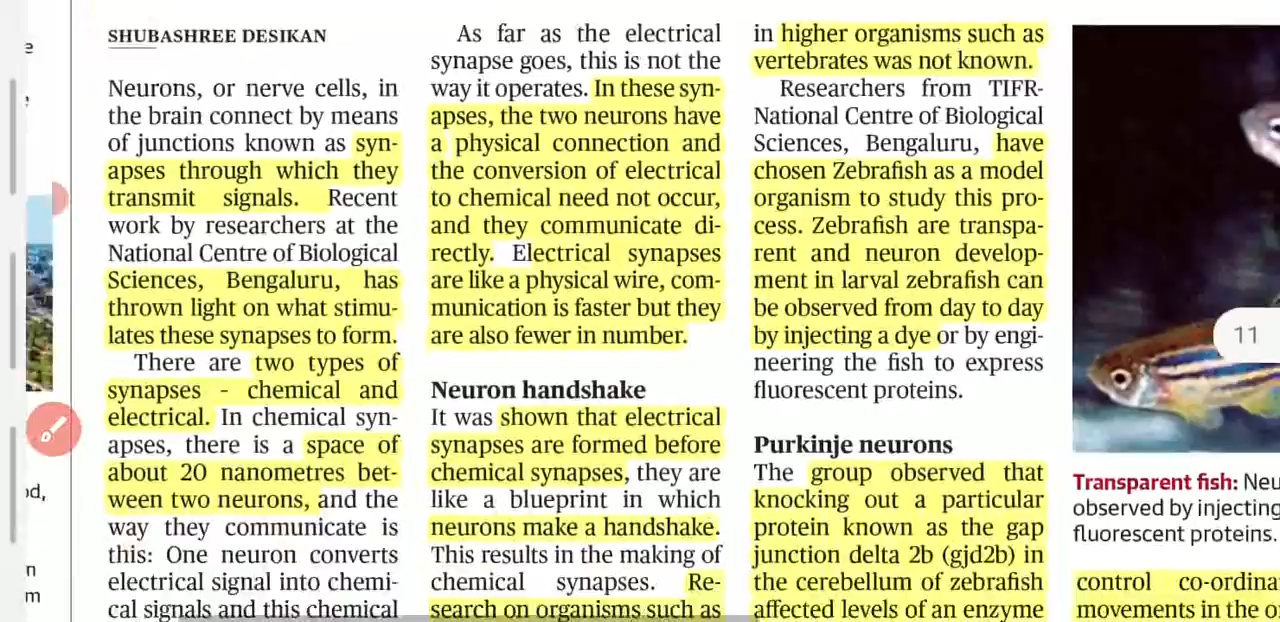 SHUBASHREE DESIKAN
Neurons, or nerve cells, in
the brain connect by means
of junctions known as syn-
apses through which they
transmit signals. Recent
work by researchers at the
National Centre of Biological
Sciences, Bengaluru, has
thrown light on what stimu-
lates these synapses to form.
There are two types of
synapses - chemical and
electrical. In chemical syn-
apses, there is a space of
about 20 nanometres bet-
ween two neurons, and the
way they communicate is
this: One neuron converts
electrical signal into chemi-
cal signals and this chemical
As far as the electrical
synapse goes, this is not the
way it operates. In these syn-
apses, the two neurons have
a physical connection and
the conversion of electrical
to chemical need not occur,
and they communicate di-
rectly. Electrical synapses
are like a physical wire, com-
munication is faster but they
are also fewer in number.
Neuron handshake
It was shown that electrical
synapses are formed before
chemical synapses, they are
like a blueprint in which
neurons make a handshake.
This results in the making of
chemical synapses. Re-
search on organisms such as
in higher organisms such as
vertebrates was not known.
Researchers from TIFR-
National Centre of Biological
Sciences, Bengaluru, have
chosen Zebrafish as a model
organism to study this pro-
cess. Zebrafish are transpa-
rent and neuron develop-
ment in larval zebrafish can
be observed from day to day
by injecting a dye or by engi-
neering the fish to express
fluorescent proteins.
Purkinje neurons
The group observed that
knocking out a particular
protein known as the gap
junction delta 2b (gjd2b) in
the cerebellum of zebrafish
affected levels of an enzyme
11
Transparent fish: Neu
observed by injecting
fluorescent proteins.
control co-ordina
movements in the o